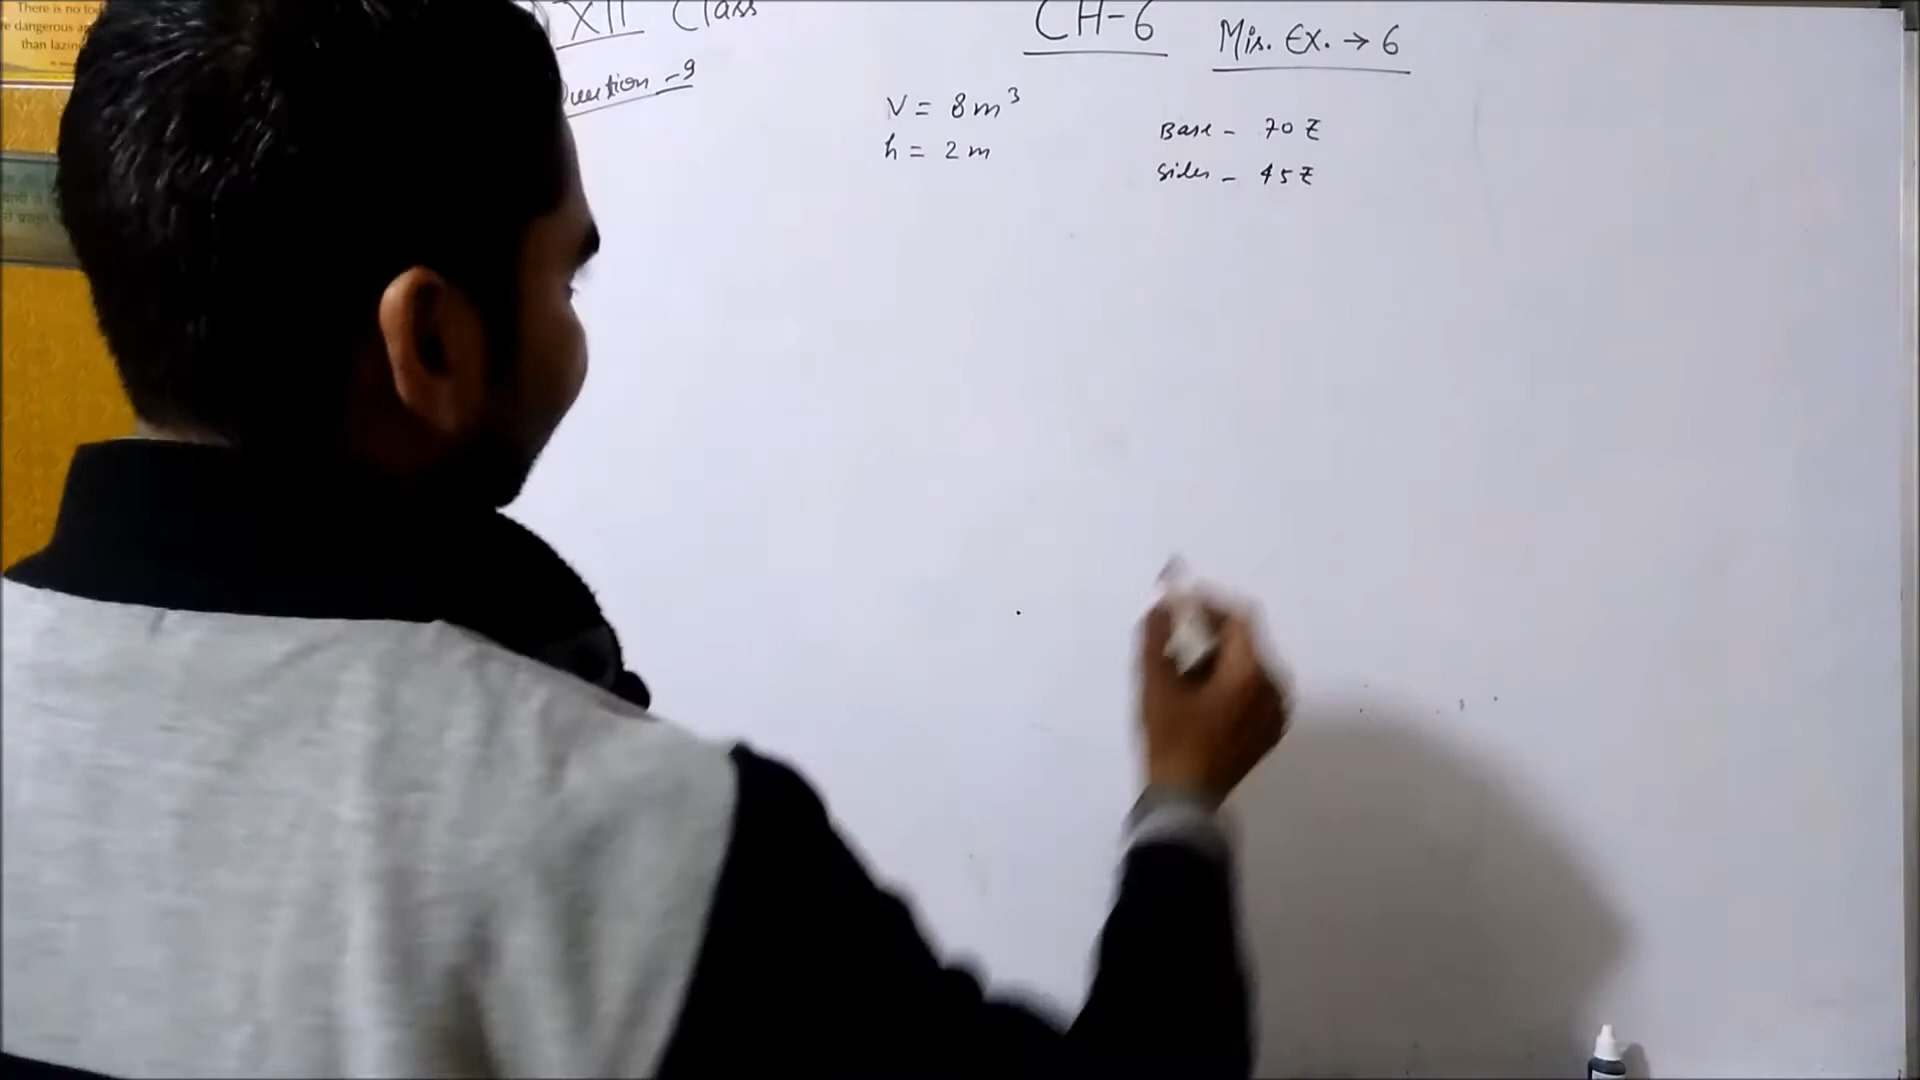 There is no fo
e dangerous a
than lazin
XII Class
CH-6
Mis. Ex. → 6
Question - 9
V = 8 m³
h = 2 m
Base - 70 ₹
Sides - 45 ₹